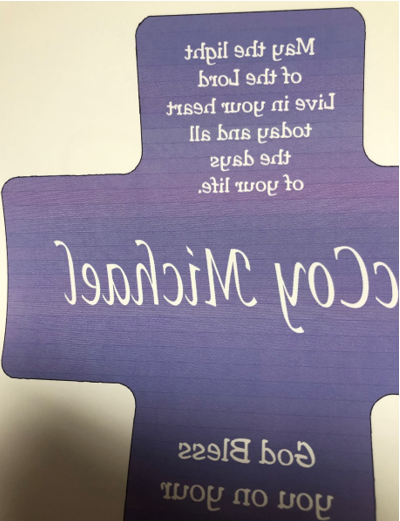 May the light
of the Lord
Live in your heart
today and all
the days
of your life.
cCoy Michael
God Bless
you on your